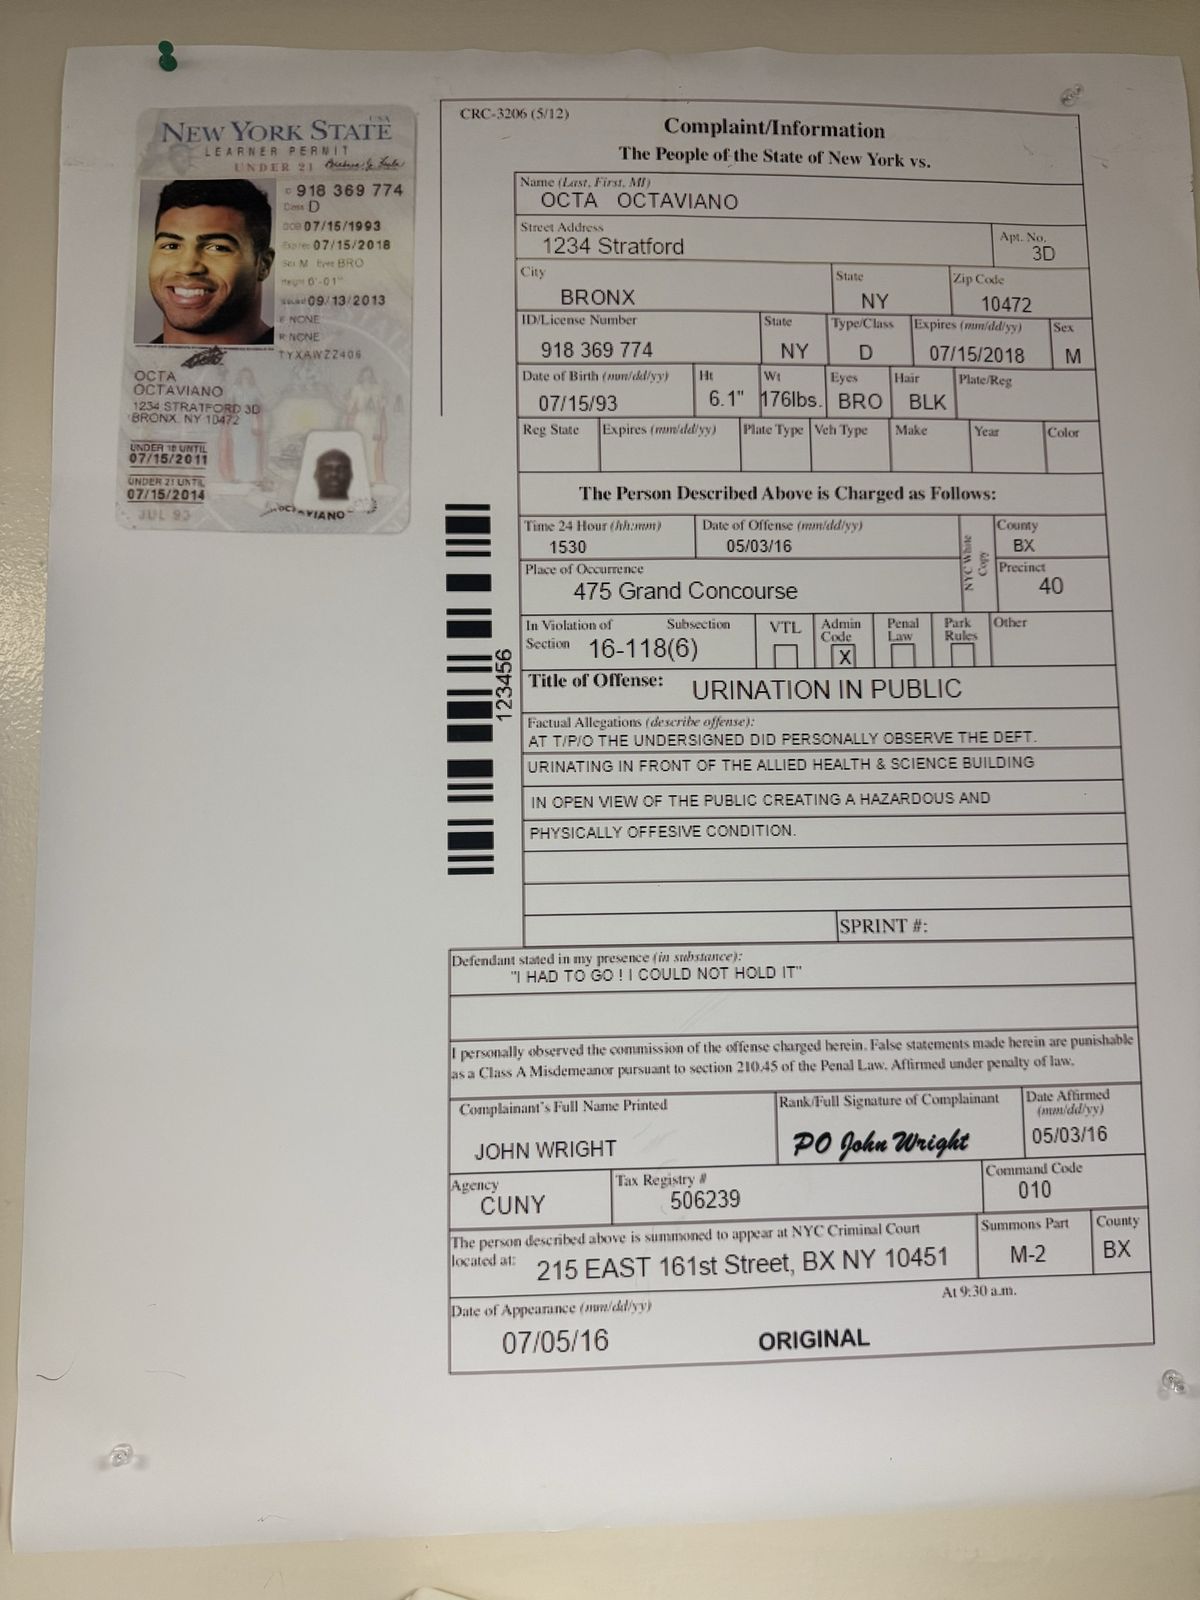 NEW YORK STATE
USA
LEARNER PERMIT
UNDER 21
ID 918 369 774
Class D
DOB 07/15/1993
Expires 07/15/2018
Sex M Eyes BRO
Height 6'-01"
Issued 09/13/2013
E NONE
R NONE
TYXAWZZ406
OCTA
OCTAVIANO
1234 STRATFORD 3D
BRONX, NY 10472
UNDER 18 UNTIL
07/15/2011
UNDER 21 UNTIL
07/15/2014
JUL 93
OCTAVIANO
CRC-3206 (5/12)
Complaint/Information
The People of the State of New York vs.
Name (Last, First, MI)
OCTA OCTAVIANO
Street Address
1234 Stratford
Apt. No.
3D
City
BRONX
State
NY
Zip Code
10472
ID/License Number
918 369 774
State
NY
Type/Class
D
Expires (mm/dd/yy)
07/15/2018
Sex
M
Date of Birth (mm/dd/yy)
07/15/93
Ht
6.1"
Wt
176lbs.
Eyes
BRO
Hair
BLK
Plate/Reg
Reg State
Expires (mm/dd/yy)
Plate Type
Veh Type
Make
Year
Color
The Person Described Above is Charged as Follows:
Time 24 Hour (hh:mm)
1530
Date of Offense (mm/dd/yy)
05/03/16
NYC White
Copy
County
BX
Place of Occurrence
475 Grand Concourse
Precinct
40
In Violation of
Section
Subsection
16-118(6)
VTL
Admin
Code
X
Penal
Law
Park
Rules
Other
123456
Title of Offense: URINATION IN PUBLIC
Factual Allegations (describe offense):
AT T/P/O THE UNDERSIGNED DID PERSONALLY OBSERVE THE DEFT.
URINATING IN FRONT OF THE ALLIED HEALTH & SCIENCE BUILDING
IN OPEN VIEW OF THE PUBLIC CREATING A HAZARDOUS AND
PHYSICALLY OFFESIVE CONDITION.
SPRINT #:
Defendant stated in my presence (in substance):
"I HAD TO GO ! I COULD NOT HOLD IT"
I personally observed the commission of the offense charged herein. False statements made herein are punishable
as a Class A Misdemeanor pursuant to section 210.45 of the Penal Law. Affirmed under penalty of law.
Complainant's Full Name Printed
JOHN WRIGHT
Rank/Full Signature of Complainant
PO John Wright
Date Affirmed
(mm/dd/yy)
05/03/16
Agency
CUNY
Tax Registry #
506239
Command Code
010
The person described above is summoned to appear at NYC Criminal Court
located at: 215 EAST 161st Street, BX NY 10451
Summons Part
M-2
County
BX
At 9:30 a.m.
Date of Appearance (mm/dd/yy)
07/05/16
ORIGINAL